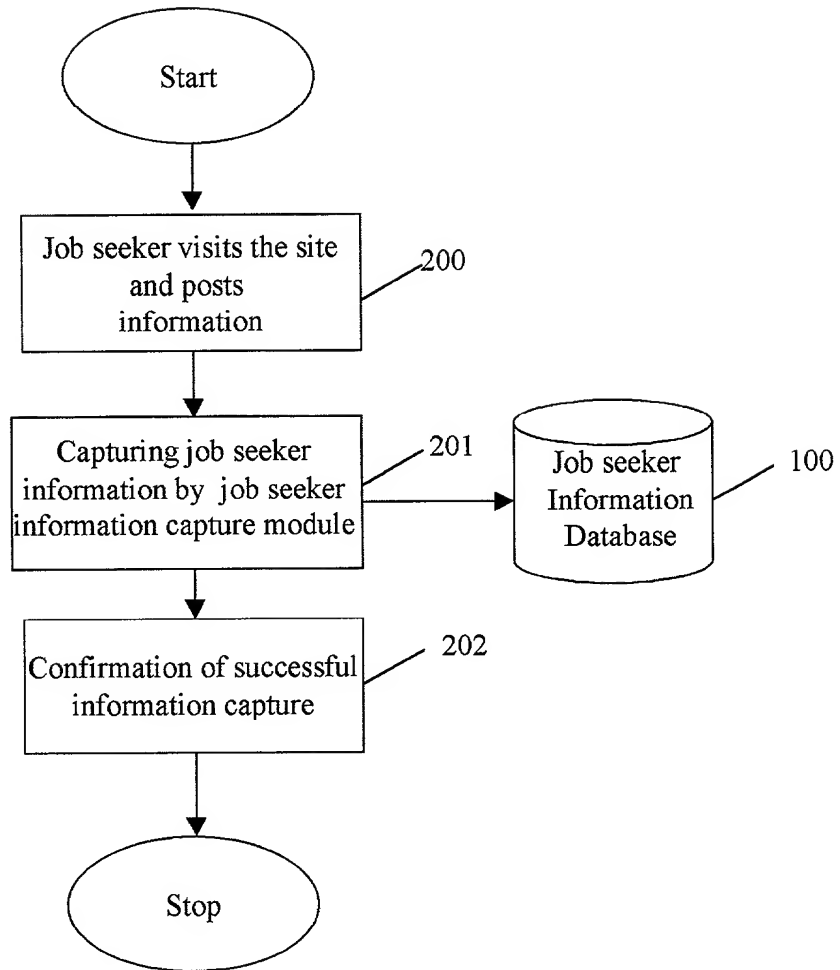 Start
Job seeker visits the site
and posts
information
200
Capturing job seeker
information by job seeker
information capture module
201
Job seeker
Information
Database
100
Confirmation of successful
information capture
202
Stop